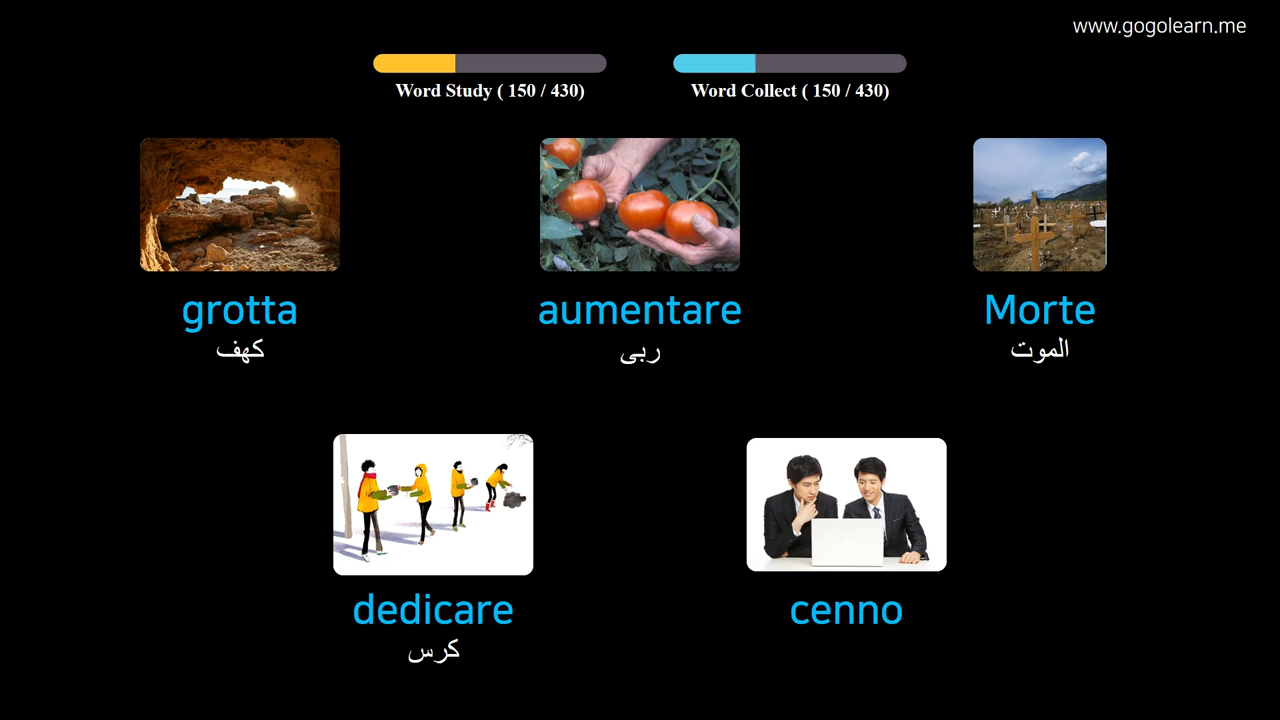 www.gogolearn.me
Word Study ( 150 / 430)
Word Collect ( 150 / 430)
grotta
كهف
aumentare
ربى
Morte
الموت
dedicare
كرس
cenno